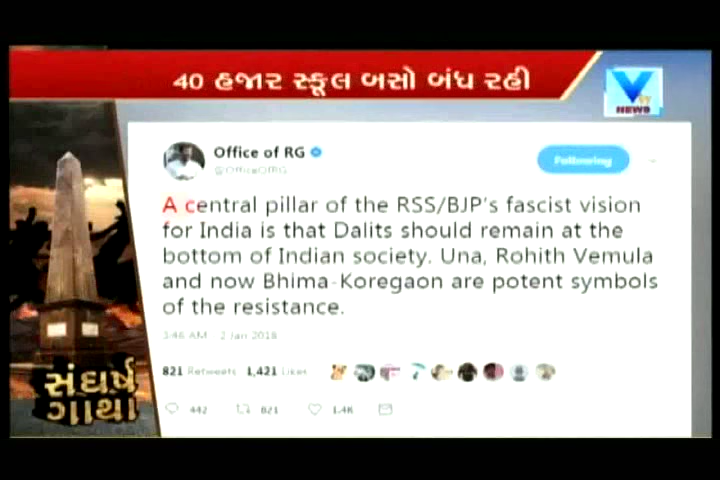 40 હજાર સ્કૂલ બસો બંધ રહી
VTV
NEWS
Office of RG
@OfficeOfRG
Following
A central pillar of the RSS/BJP's fascist vision
for India is that Dalits should remain at the
bottom of Indian society. Una, Rohith Vemula
and now Bhima-Koregaon are potent symbols
of the resistance.
3:46 AM - 2 Jan 2018
821 Retweets 1,421 Likes
442 821 1.4K
સંઘર્ષ
ગાથા